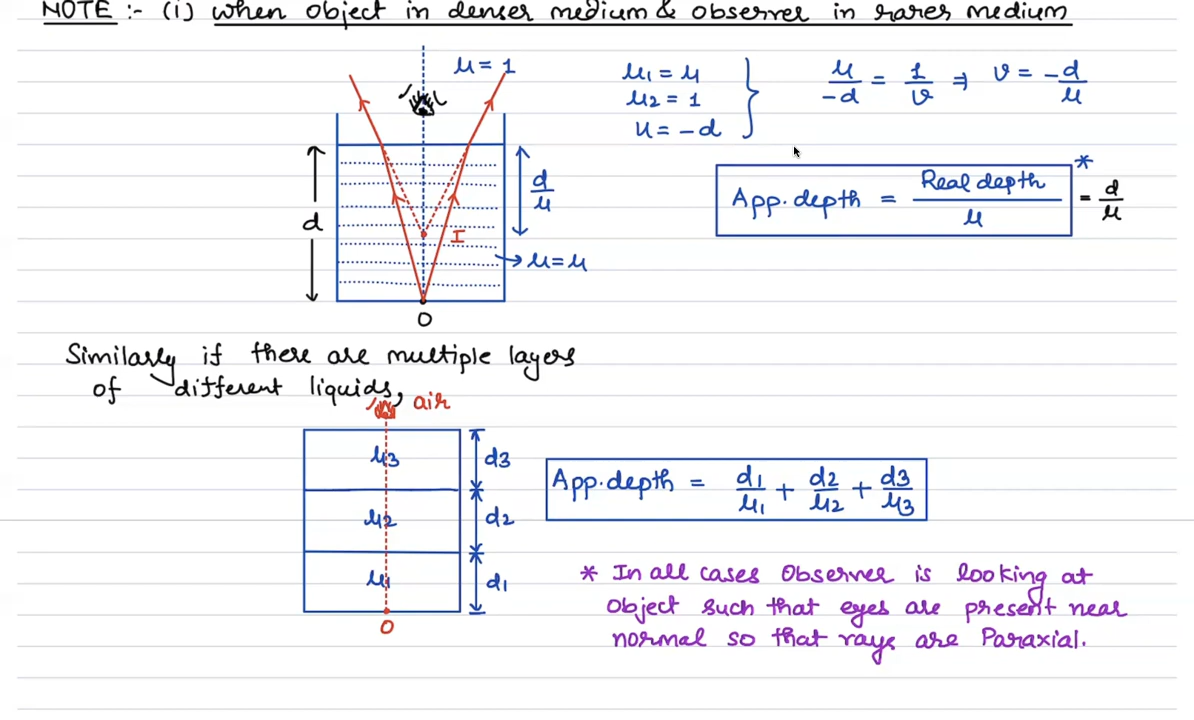 NOTE :- (i) when object in denser medium & observer in rarer medium
μ = 1
μ1 = μ
μ2 = 1
u = -d
μ/-d = 1/v ⇒ v = -d/μ
d
d/μ
I
→ μ = μ
O
App. depth = Real depth/μ * = d/μ
Similarly if there are multiple layers
of different liquids,
air
μ3 d3
μ2 d2
μ1 d1
O
App. depth = d1/μ1 + d2/μ2 + d3/μ3
* In all cases Observer is looking at
object such that eyes are present near
normal so that rays are Paraxial.